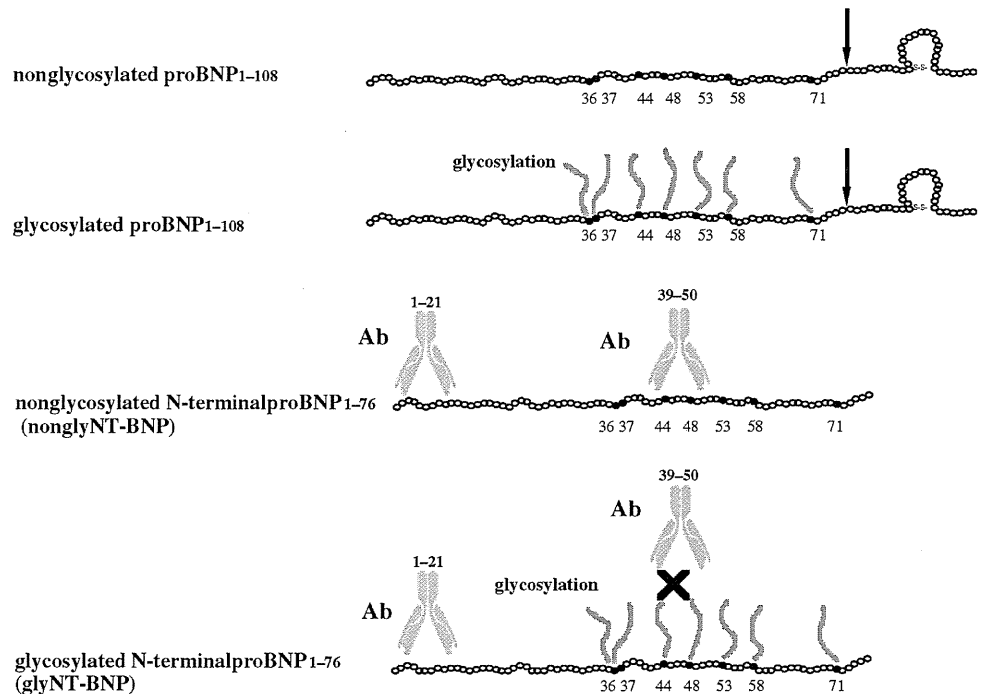 nonglycosylated proBNP1–108
-s-s-
36 37 44 48 53 58 71
glycosylation
glycosylated proBNP1–108
-s-s-
36 37 44 48 53 58 71
1–21 39–50
Ab Ab
nonglycosylated N-terminalproBNP1–76
(nonglyNT-BNP)
36 37 44 48 53 58 71
39–50
Ab
1–21
glycosylation
Ab
glycosylated N-terminalproBNP1–76
(glyNT-BNP)
36 37 44 48 53 58 71